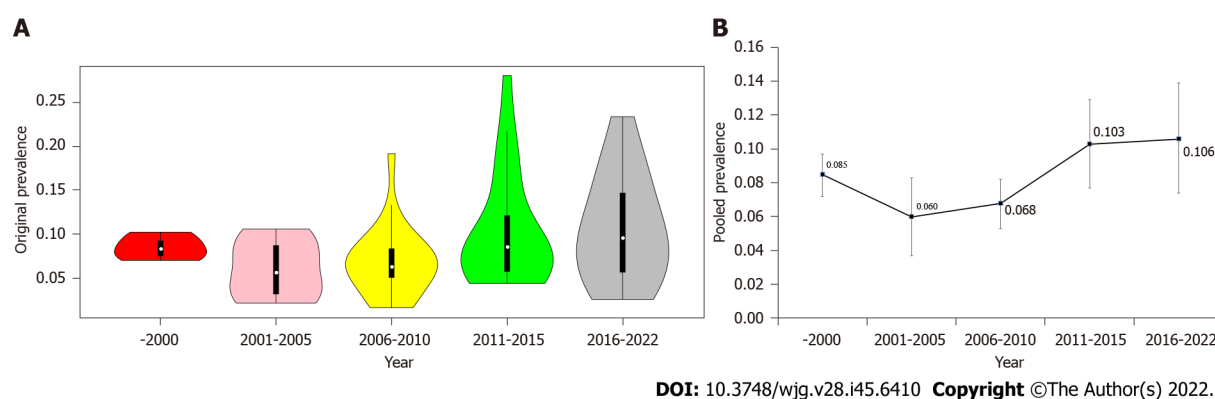 A
Original prevalence
0.25
0.20
0.15
0.10
0.05
-2000 2001-2005 2006-2010 2011-2015 2016-2022
Year
B
Pooled prevalence
0.16
0.14
0.12
0.10
0.08
0.06
0.04
0.02
0.00
0.085
0.060
0.068
0.103
0.106
-2000 2001-2005 2006-2010 2011-2015 2016-2022
Year
DOI: 10.3748/wjg.v28.i45.6410 Copyright ©The Author(s) 2022.